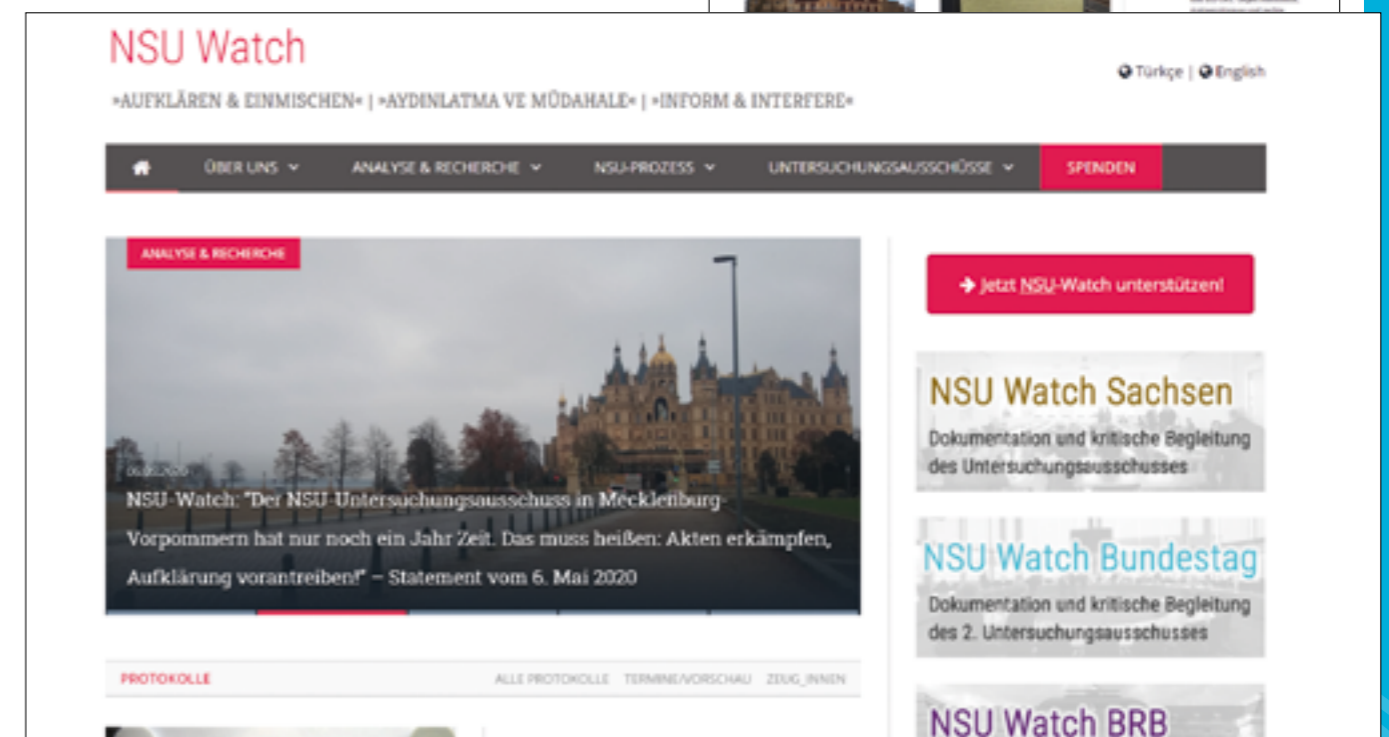 NSU Watch
Türkçe | English
»AUFKLÄREN & EINMISCHEN« | »AYDINLATMA VE MÜDAHALE« | »INFORM & INTERFERE«
ÜBER UNS ANALYSE & RECHERCHE NSU-PROZESS UNTERSUCHUNGSAUSSCHÜSSE SPENDEN
ANALYSE & RECHERCHE
NSU-Watch: "Der NSU-Untersuchungsausschuss in Mecklenburg-
Vorpommern hat nur noch ein Jahr Zeit. Das muss heißen: Akten erkämpfen,
Aufklärung vorantreiben!" – Statement vom 6. Mai 2020
PROTOKOLLE ALLE PROTOKOLLE TERMINE/VORSCHAU ZEUG_INNEN
Jetzt NSU-Watch unterstützen!
NSU Watch Sachsen
Dokumentation und kritische Begleitung
des Untersuchungsausschusses
NSU Watch Bundestag
Dokumentation und kritische Begleitung
des 2. Untersuchungsausschusses
NSU Watch BRB